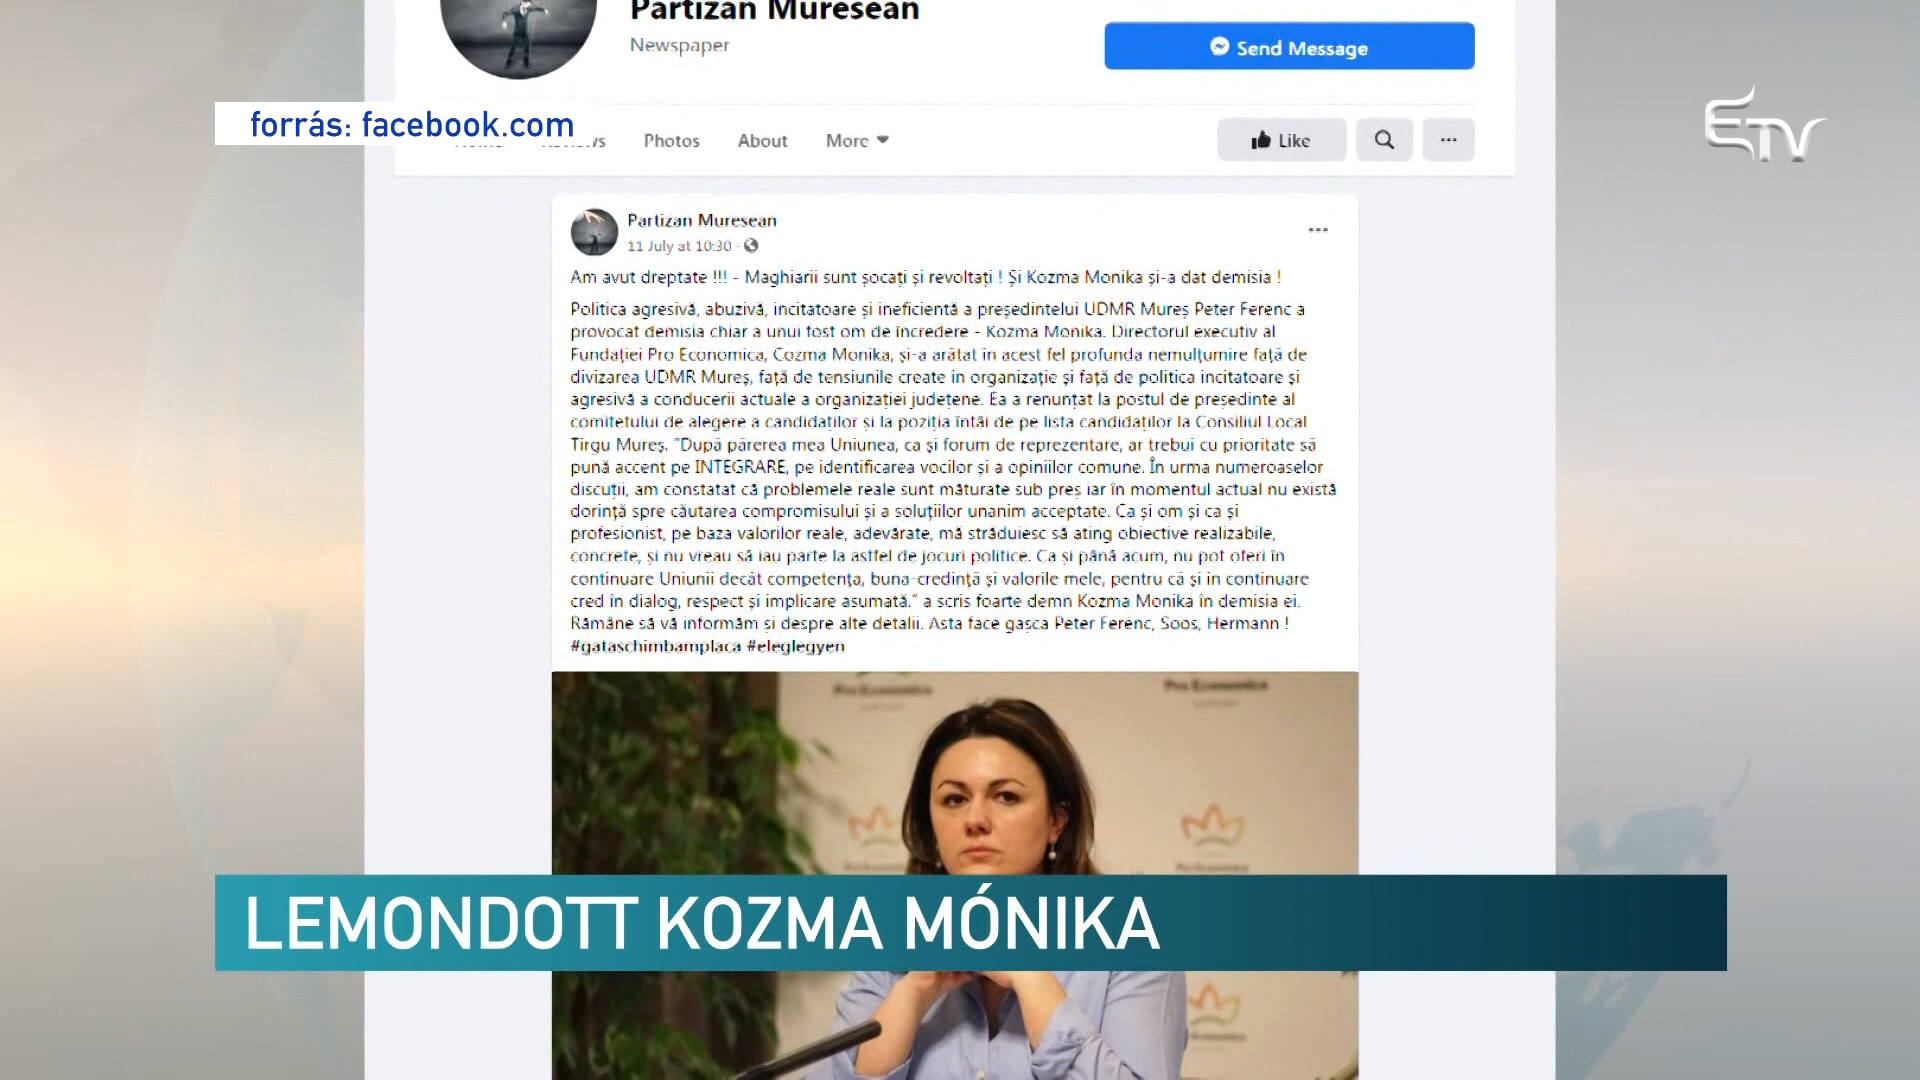 Partizan Muresean
Newspaper
Send Message
forrás: facebook.com
Photos
About
More
Like
ETV
Partizan Muresean
11 July at 10:30
Am avut dreptate !!! - Maghiarii sunt șocați și revoltați ! Și Kozma Monika și-a dat demisia !
Politica agresivă, abuzivă, incitatoare și ineficientă a președintelui UDMR Mureș Peter Ferenc a
provocat demisia chiar a unui fost om de încredere - Kozma Monika. Directorul executiv al
Fundației Pro Economica, Cozma Monika, și-a arătat în acest fel profunda nemulțumire față de
divizarea UDMR Mureș, față de tensiunile create în organizație și față de politica incitatoare și
agresivă a conducerii actuale a organizației județene. Ea a renunțat la postul de președinte al
comitetului de alegere a candidaților și la poziția întâi de pe lista candidaților la Consiliul Local
Tîrgu Mureș. "După părerea mea Uniunea, ca și forum de reprezentare, ar trebui cu prioritate să
pună accent pe INTEGRARE, pe identificarea vocilor și a opiniilor comune. În urma numeroaselor
discuții, am constatat că problemele reale sunt măturate sub preș iar în momentul actual nu există
dorință spre căutarea compromisului și a soluțiilor unanim acceptate. Ca și om și ca și
profesionist, pe baza valorilor reale, adevărate, mă străduiesc să ating obiective realizabile,
concrete, și nu vreau să iau parte la astfel de jocuri politice. Ca și până acum, nu pot oferi în
continuare Uniunii decât competența, buna-credință și valorile mele, pentru că și în continuare
cred în dialog, respect și implicare asumată." a scris foarte demn Kozma Monika în demisia ei.
Rămâne să vă informăm și despre alte detalii. Asta face gașca Peter Ferenc, Soos, Hermann !
#gataschimbamplaca #eleglegyen
Pro Economica
Pro Economica
LEMONDOTT KOZMA MÓNIKA